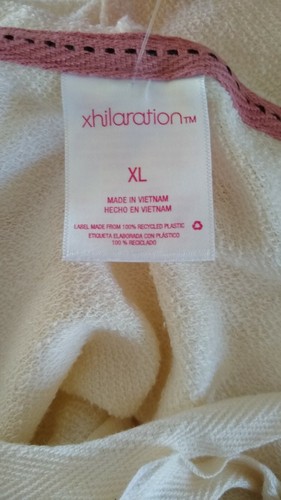 xhilaration™
XL
MADE IN VIETNAM
HECHO EN VIETNAM
LABEL MADE FROM 100% RECYCLED PLASTIC
ETIQUETA ELABORADA CON PLÁSTICO
100 % RECICLADO